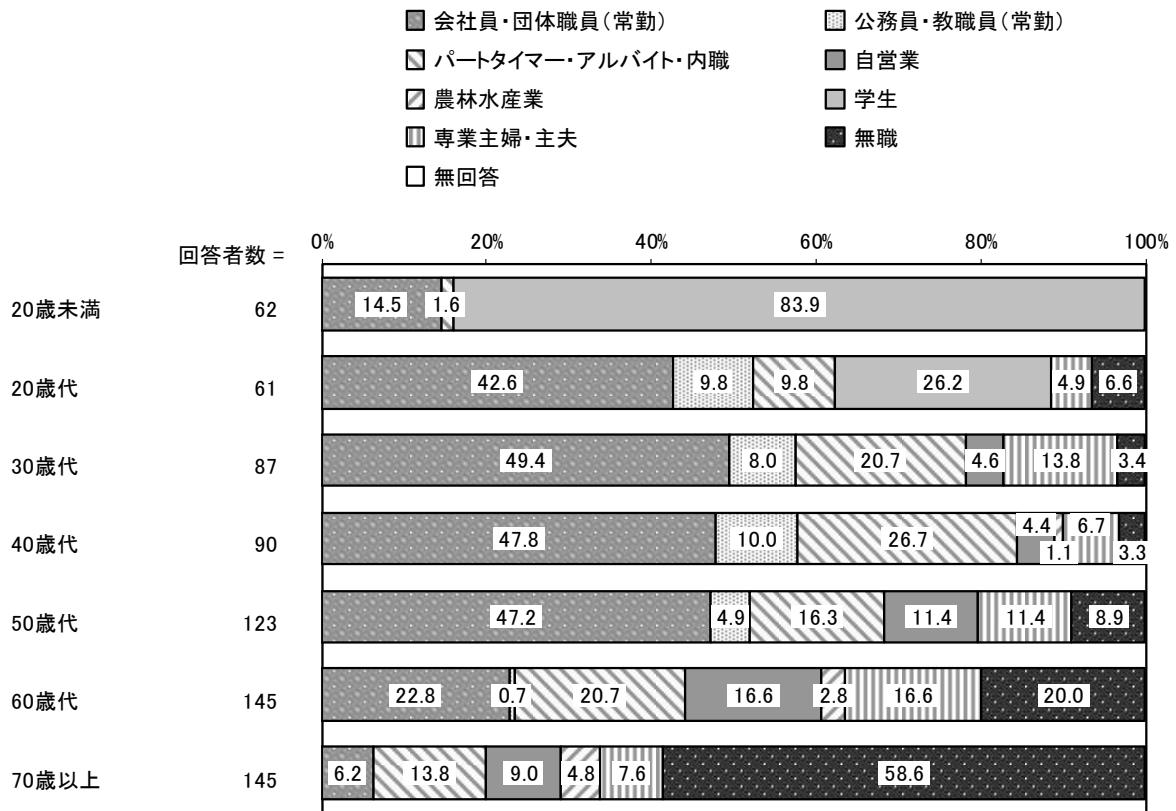 会社員・団体職員(常勤) 公務員・教職員(常勤)
パートタイマー・アルバイト・内職 自営業
農林水産業 学生
専業主婦・主夫 無職
無回答
回答者数 = 0% 20% 40% 60% 80% 100%
20歳未満 62 14.5 1.6 83.9
20歳代 61 42.6 9.8 9.8 26.2 4.9 6.6
30歳代 87 49.4 8.0 20.7 4.6 13.8 3.4
40歳代 90 47.8 10.0 26.7 4.4 1.1 6.7 3.3
50歳代 123 47.2 4.9 16.3 11.4 11.4 8.9
60歳代 145 22.8 0.7 20.7 16.6 2.8 16.6 20.0
70歳以上 145 6.2 13.8 9.0 4.8 7.6 58.6